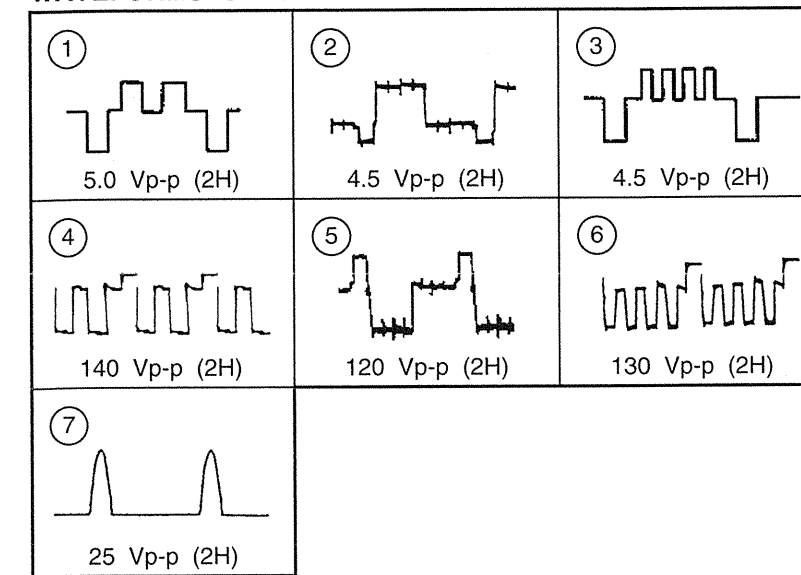 1
2
3
5.0 Vp-p (2H)
4.5 Vp-p (2H)
4.5 Vp-p (2H)
4
5
6
140 Vp-p (2H)
120 Vp-p (2H)
130 Vp-p (2H)
7
25 Vp-p (2H)